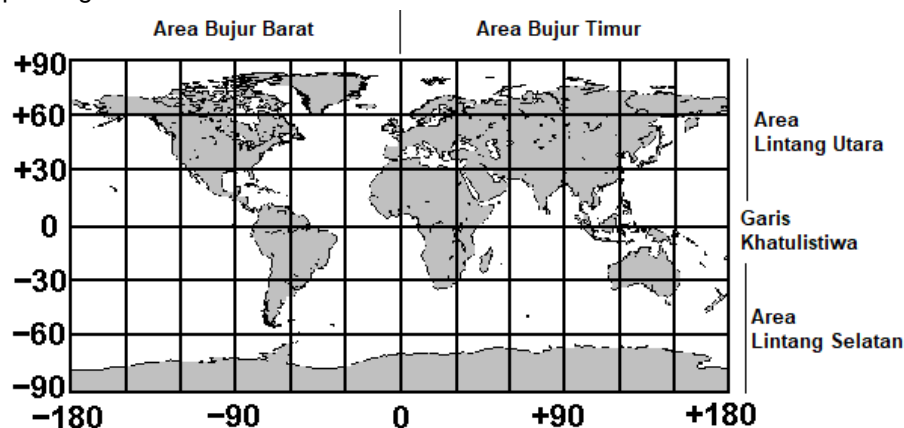 Area Bujur Barat
Area Bujur Timur
+90
+60
+30
0
−30
−60
−90
−180
−90
0
+90
+180
Area
Lintang Utara
Garis
Khatulistiwa
Area
Lintang Selatan